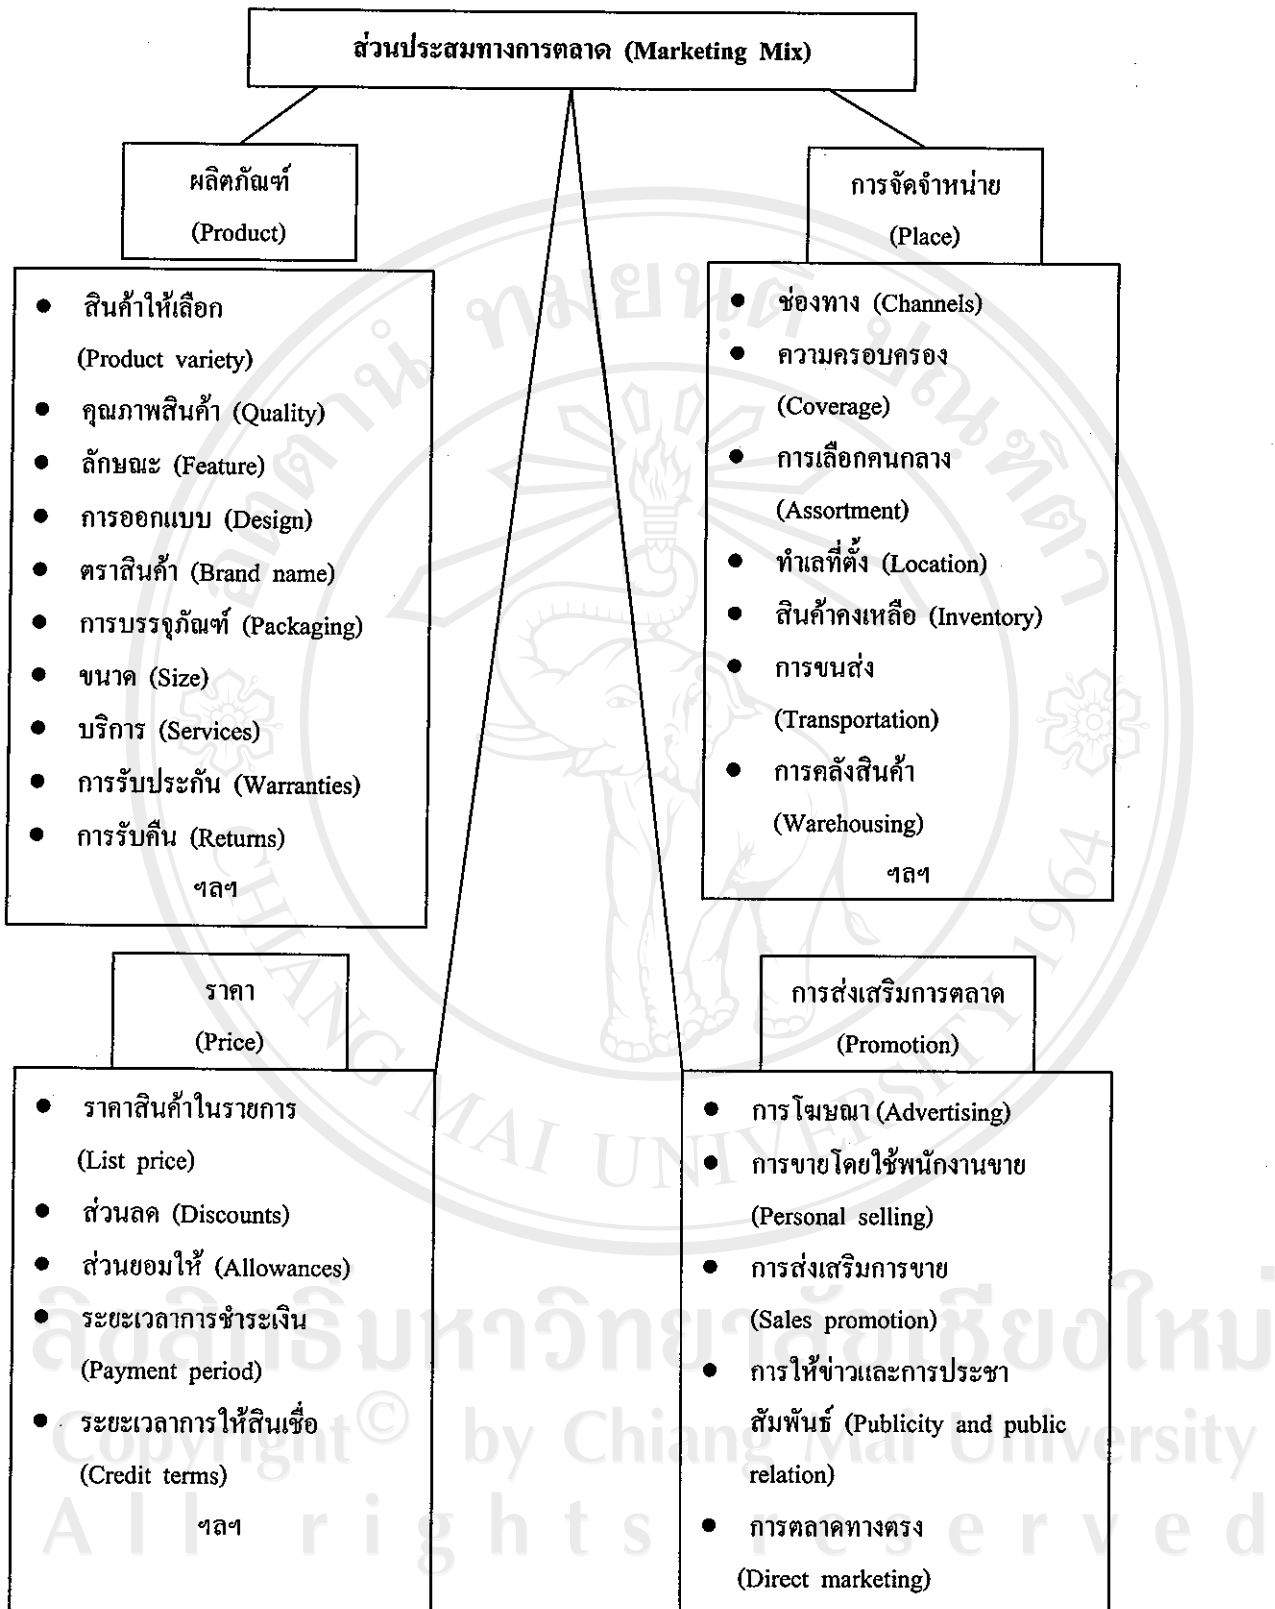 ส่วนประสมทางการตลาด (Marketing Mix)
ผลิตภัณฑ์
(Product)
สินค้าให้เลือก
(Product variety)
คุณภาพสินค้า (Quality)
ลักษณะ (Feature)
การออกแบบ (Design)
ตราสินค้า (Brand name)
การบรรจุภัณฑ์ (Packaging)
ขนาด (Size)
บริการ (Services)
การรับประกัน (Warranties)
การรับคืน (Returns)
ฯลฯ
การจัดจำหน่าย
(Place)
ช่องทาง (Channels)
ความครอบครอง
(Coverage)
การเลือกคนกลาง
(Assortment)
ทำเลที่ตั้ง (Location)
สินค้าคงเหลือ (Inventory)
การขนส่ง
(Transportation)
การคลังสินค้า
(Warehousing)
ฯลฯ
ราคา
(Price)
ราคาสินค้าในรายการ
(List price)
ส่วนลด (Discounts)
ส่วนยอมให้ (Allowances)
ระยะเวลาการชำระเงิน
(Payment period)
ระยะเวลาการให้สินเชื่อ
(Credit terms)
ฯลฯ
การส่งเสริมการตลาด
(Promotion)
การโฆษณา (Advertising)
การขายโดยใช้พนักงานขาย
(Personal selling)
การส่งเสริมการขาย
(Sales promotion)
การให้ข่าวและการประชา
สัมพันธ์ (Publicity and public
relation)
การตลาดทางตรง
(Direct marketing)
CHIANG MAI UNIVERSITY 1964
ลิขสิทธิ์มหาวิทยาลัยเชียงใหม่
Copyright© by Chiang Mai University
All rights reserved